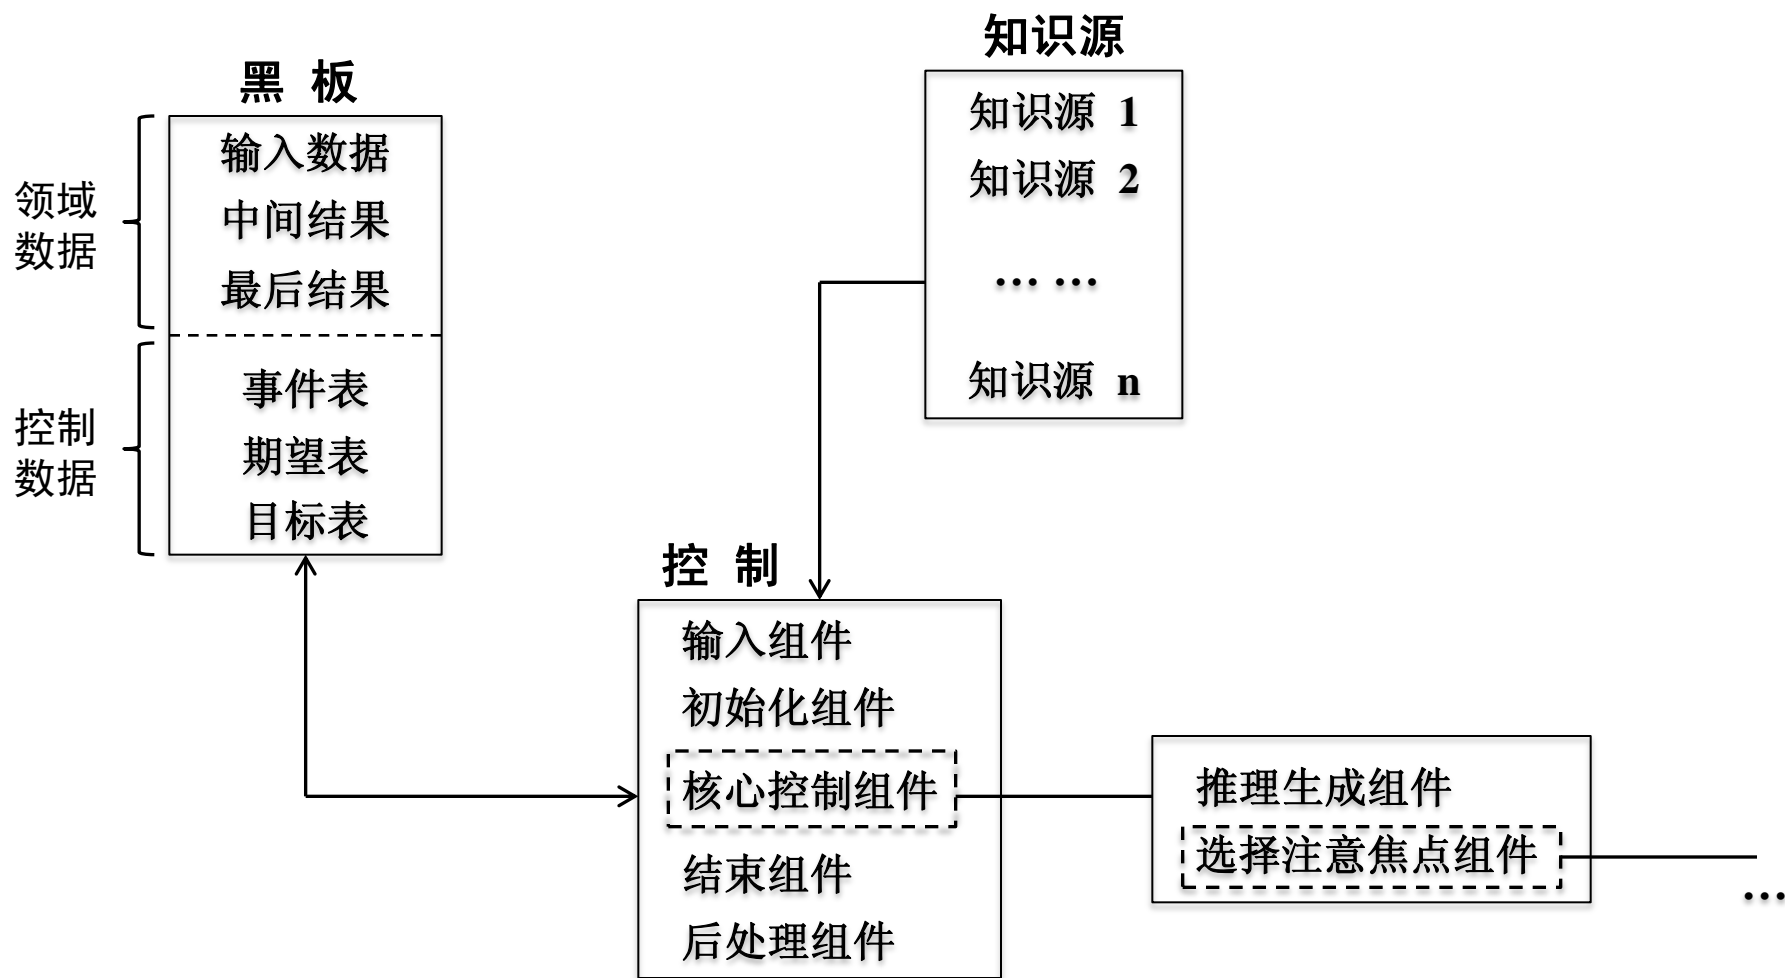 黑 板
领域
数据
输入数据
中间结果
最后结果
控制
数据
事件表
期望表
目标表
知识源
知识源 1
知识源 2
… …
知识源 n
控 制
输入组件
初始化组件
核心控制组件
结束组件
后处理组件
推理生成组件
选择注意焦点组件
…